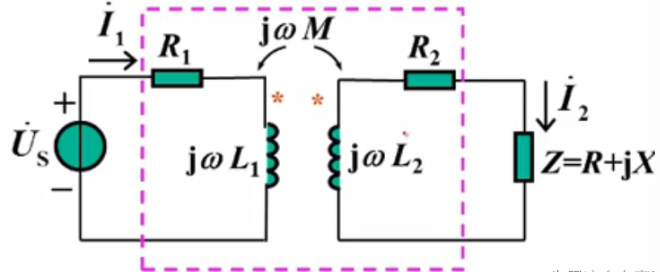 İ₁
R₁
jωM
R₂
+
* *
İ₂
U̇ₛ
jωL₁
jωL₂
Z=R+jX
−